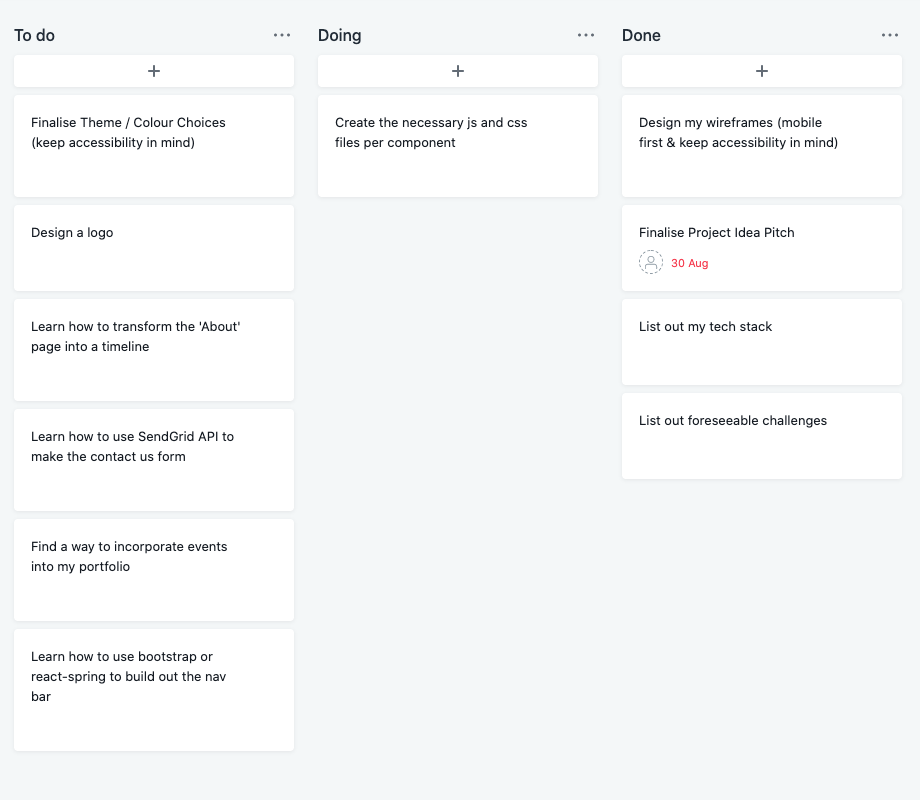 To do
Finalise Theme / Colour Choices
(keep accessibility in mind)
Design a logo
Learn how to transform the 'About'
page into a timeline
Learn how to use SendGrid API to
make the contact us form
Find a way to incorporate events
into my portfolio
Learn how to use bootstrap or
react-spring to build out the nav
bar
Doing
Create the necessary js and css
files per component
Done
Design my wireframes (mobile
first & keep accessibility in mind)
Finalise Project Idea Pitch
30 Aug
List out my tech stack
List out foreseeable challenges